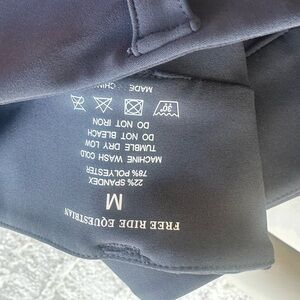 FREE RIDE EQUESTRIAN
M
78% POLYESTER
22% SPANDEX
MACHINE WASH COLD
TUMBLE DRY LOW
DO NOT BLEACH
DO NOT IRON
30°